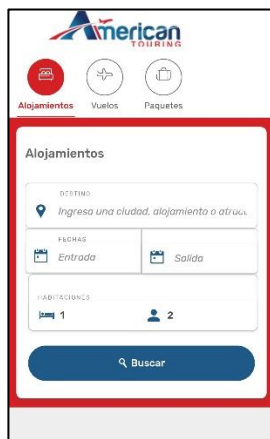 American
TOURING
Alojamientos Vuelos Paquetes
Alojamientos
DESTINO
Ingresa una ciudad, alojamiento o atracc
FECHAS
Entrada Salida
HABITACIONES
1 2
Buscar